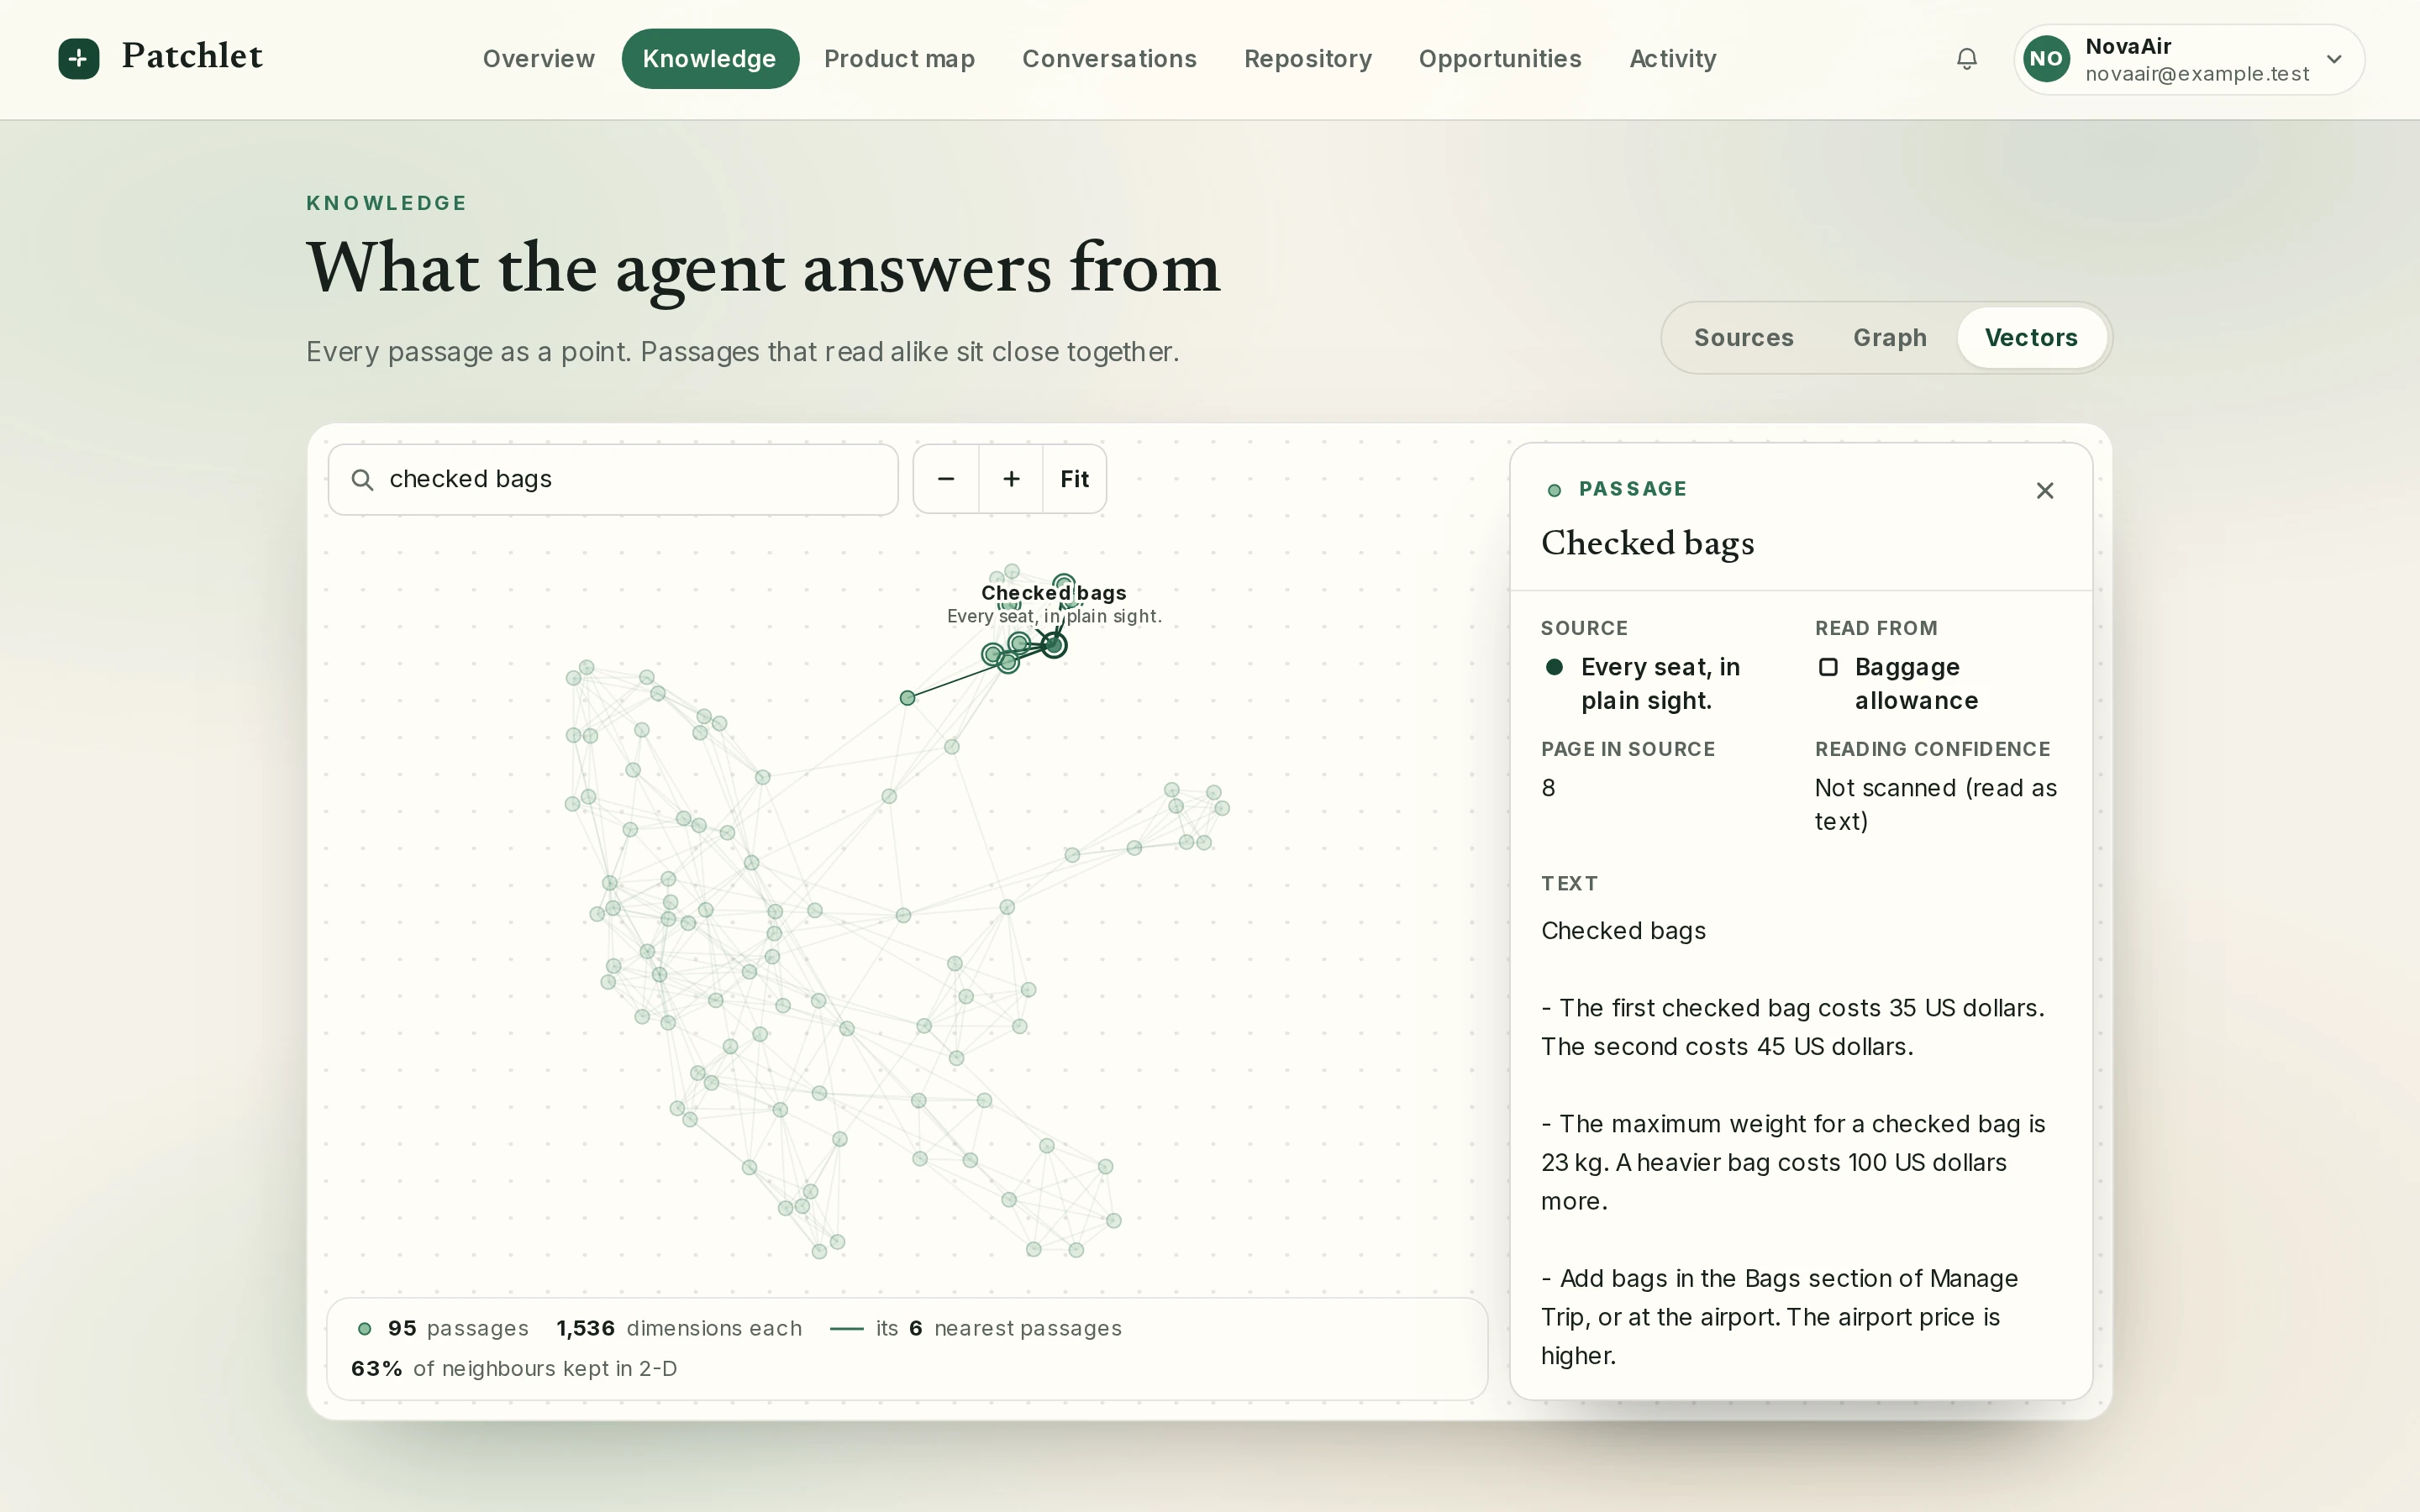 Patchlet
Overview
Knowledge
Product map
Conversations
Repository
Opportunities
Activity
NO
NovaAir
novaair@example.test
KNOWLEDGE
What the agent answers from
Every passage as a point. Passages that read alike sit close together.
Sources
Graph
Vectors
checked bags
Fit
Checked bags
Every seat, in plain sight.
95 passages 1,536 dimensions each its 6 nearest passages
63% of neighbours kept in 2-D
PASSAGE
Checked bags
SOURCE
Every seat, in
plain sight.
READ FROM
Baggage
allowance
PAGE IN SOURCE
8
READING CONFIDENCE
Not scanned (read as
text)
TEXT
Checked bags
- The first checked bag costs 35 US dollars.
The second costs 45 US dollars.
- The maximum weight for a checked bag is
23 kg. A heavier bag costs 100 US dollars
more.
- Add bags in the Bags section of Manage
Trip, or at the airport. The airport price is
higher.